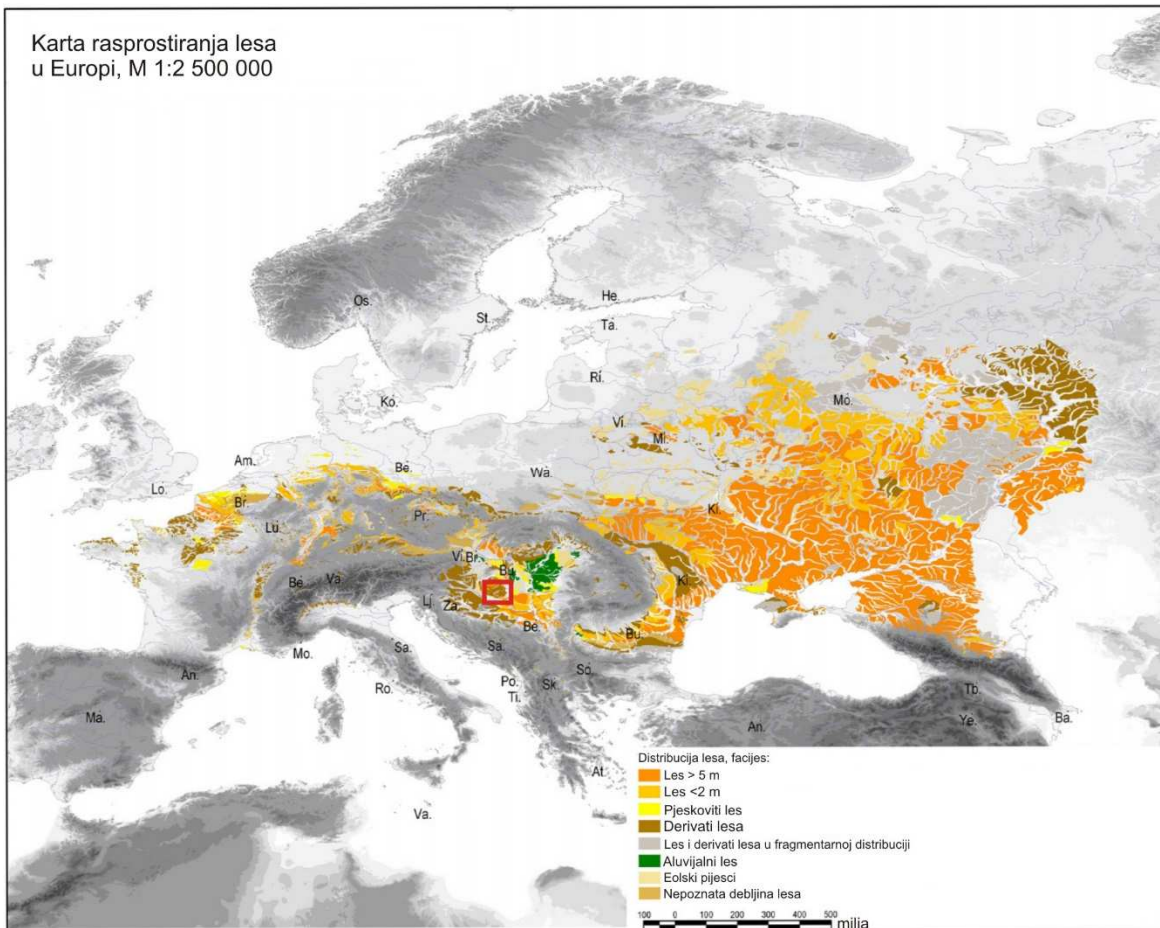 Karta rasprostiranja lesa
u Europi, M 1:2 500 000
Os.
He.
St.
Ta.
Ri.
Ko.
Mo.
Vi.
Mi.
Am.
Be.
Wa.
Lo.
Br.
Ki.
Pr.
Lu.
Vi.
Br.
Bu.
Ki.
Be.
Va.
Lj.
Za.
Be.
Bu.
Mo.
Sa.
Sa.
So.
An.
Po.
Sk.
Tb.
Ro.
Ti.
Ma.
An.
Ye.
Ba.
At.
Va.
Distribucija lesa, facijes:
Les > 5 m
Les <2 m
Pjeskoviti les
Derivati lesa
Les i derivati lesa u fragmentarnoj distribuciji
Aluvijalni les
Eolski pijesci
Nepoznata debljina lesa
100 0 100 200 300 400 500
milja